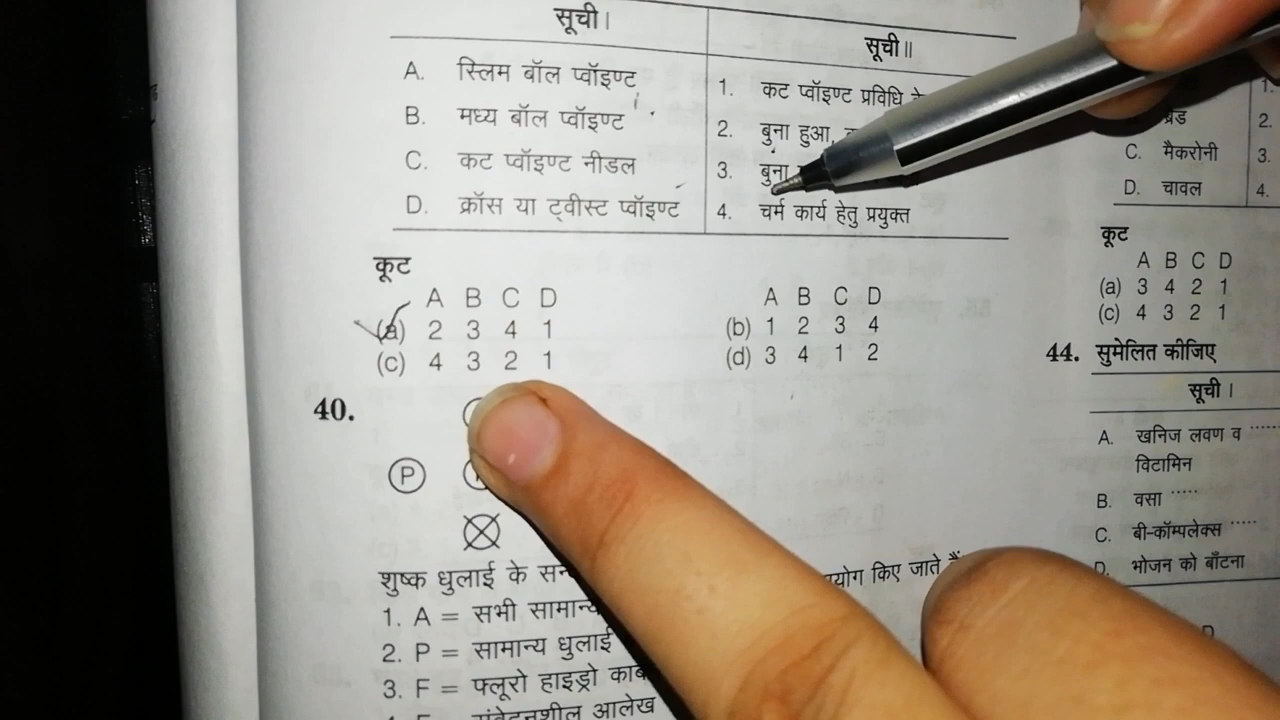 सूची।
सूची॥
A. स्लिम बॉल प्वॉइण्ट
B. मध्य बॉल प्वॉइण्ट
C. कट प्वॉइण्ट नीडल
D. क्रॉस या ट्वीस्ट प्वॉइण्ट
1. कट प्वॉइण्ट प्रविधि
2. बुना हुआ,
3. बुना
4. चर्म कार्य हेतु प्रयुक्त
कूट
A B C D
(a) 2 3 4 1
(c) 4 3 2 1
A B C D
(b) 1 2 3 4
(d) 3 4 1 2
40.
P
शुष्क धुलाई के
योग किए जाते हैं
1. A = सभी सामान्य
2. P = सामान्य धुलाई
3. F = फ्लूरो हाइड्रो
आलेख
1.
ब्रेड 2.
C. मैकरोनी 3.
D. चावल 4.
कूट
A B C D
(a) 3 4 2 1
(c) 4 3 2 1
44. सुमेलित कीजिए
सूची।
A. खनिज लवण व ......
विटामिन
B. वसा .....
C. बी-कॉम्पलेक्स .....
D. भोजन को बाँटना